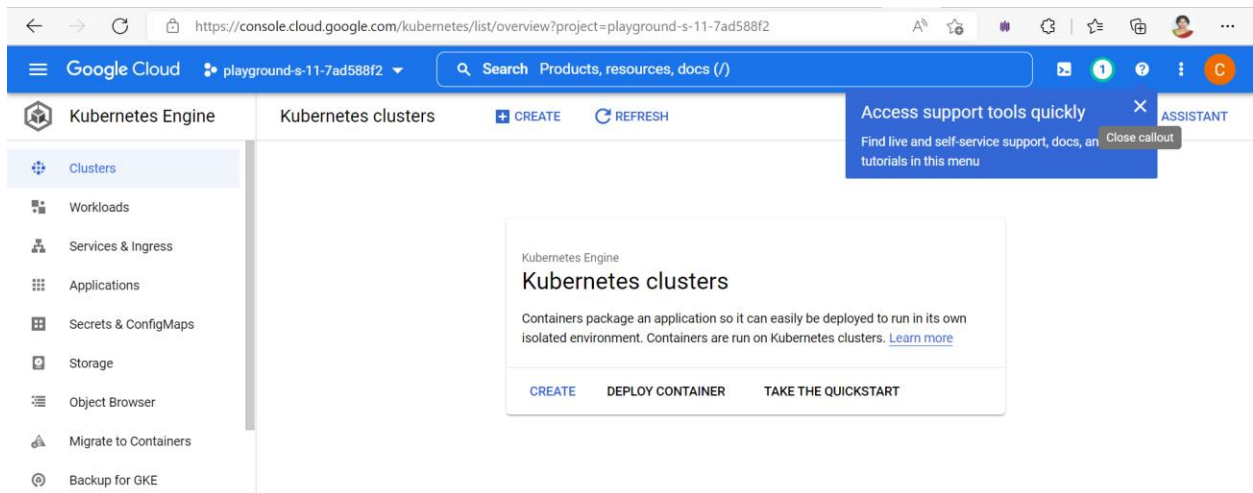 https://console.cloud.google.com/kubernetes/list/overview?project=playground-s-11-7ad588f2
Google Cloud
playground-s-11-7ad588f2
Search Products, resources, docs (/)
1
C
Kubernetes Engine
Kubernetes clusters
CREATE
REFRESH
Access support tools quickly
ASSISTANT
Find live and self-service support, docs, an
Close callout
tutorials in this menu
Clusters
Workloads
Services & Ingress
Applications
Secrets & ConfigMaps
Storage
Object Browser
Migrate to Containers
Backup for GKE
Kubernetes Engine
Kubernetes clusters
Containers package an application so it can easily be deployed to run in its own
isolated environment. Containers are run on Kubernetes clusters. Learn more
CREATE
DEPLOY CONTAINER
TAKE THE QUICKSTART